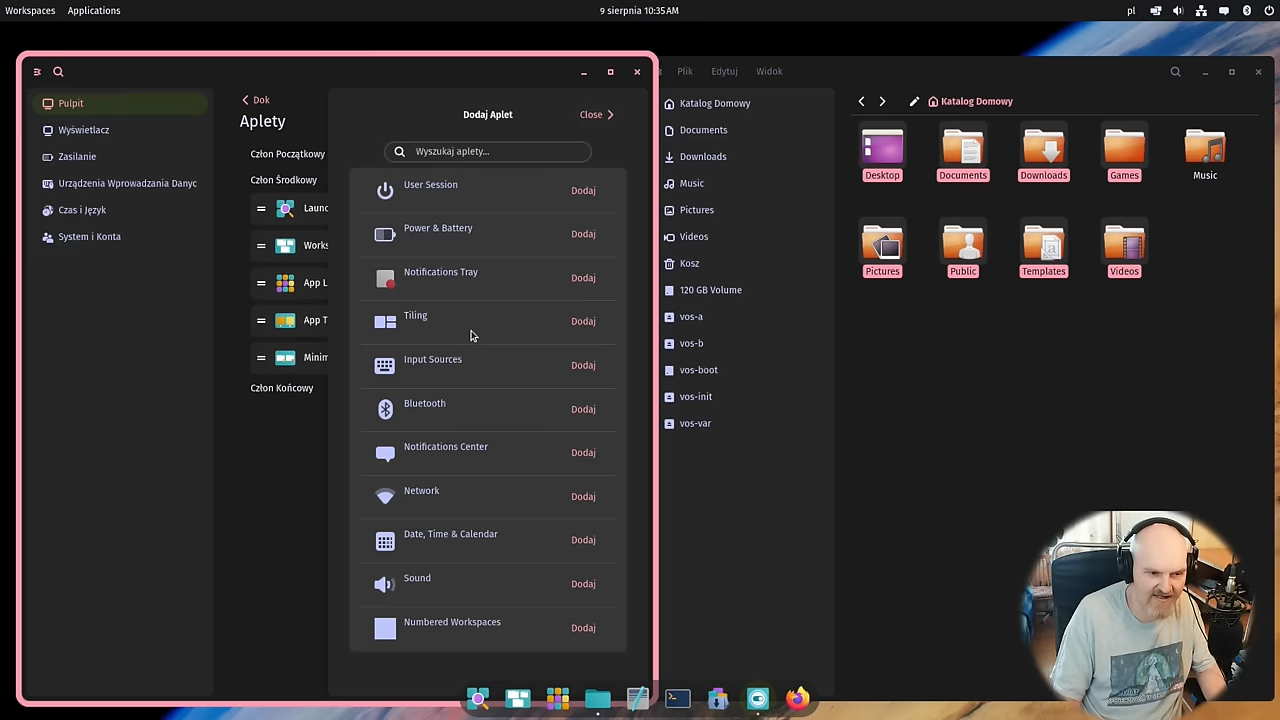 Workspaces
Applications
9 sierpnia 10:35 AM
pl
Pulpit
Wyświetlacz
Zasilanie
Urządzenia Wprowadzania Danyc
Czas i Język
System i Konta
Dok
Aplety
Człon Początkowy
Człon Środkowy
Launc
Works
App L
App T
Minim
Człon Końcowy
Dodaj Aplet
Close
Wyszukaj aplety...
User Session
Dodaj
Power & Battery
Dodaj
Notifications Tray
Dodaj
Tiling
Dodaj
Input Sources
Dodaj
Bluetooth
Dodaj
Notifications Center
Dodaj
Network
Dodaj
Date, Time & Calendar
Dodaj
Sound
Dodaj
Numbered Workspaces
Dodaj
Plik
Edytuj
Widok
Katalog Domowy
Documents
Downloads
Music
Pictures
Videos
Kosz
120 GB Volume
vos-a
vos-b
vos-boot
vos-init
vos-var
Katalog Domowy
Desktop
Documents
Downloads
Games
Music
Pictures
Public
Templates
Videos